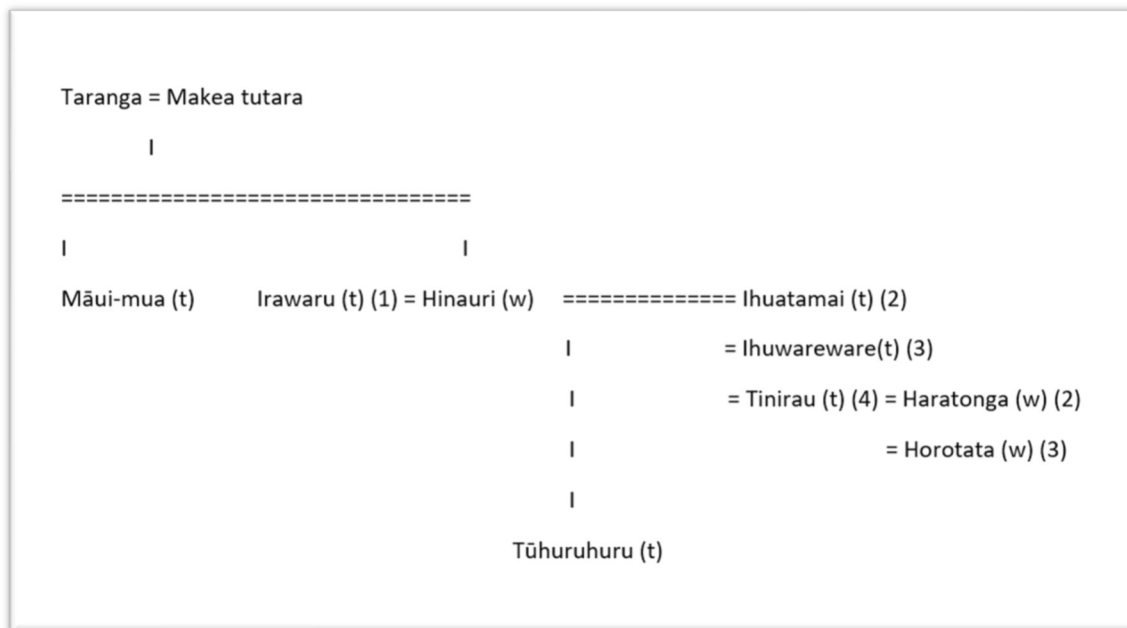 Taranga = Makea tutara
I
=================================
I I
Māui-mua (t) Irawaru (t) (1) = Hinauri (w) ============== Ihuatamai (t) (2)
I = Ihuwareware(t) (3)
I = Tinirau (t) (4) = Haratonga (w) (2)
I = Horotata (w) (3)
I
Tūhuruhuru (t)